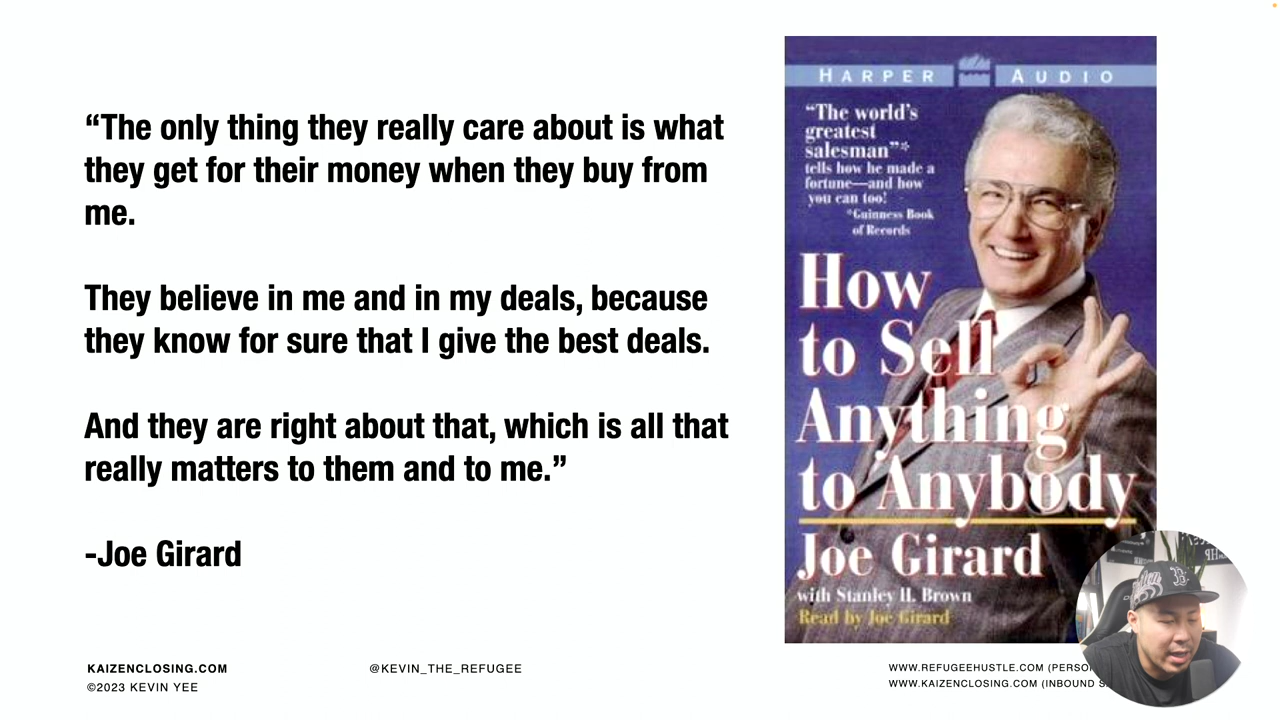 “The only thing they really care about is what
they get for their money when they buy from
me.
They believe in me and in my deals, because
they know for sure that I give the best deals.
And they are right about that, which is all that
really matters to them and to me.”
-Joe Girard
HARPER AUDIO
“The world’s
greatest
salesman”*
tells how he made a
fortune—and how
you can too!
*Guinness Book
of Records
How
to Sell
Anything
to Anybody
Joe Girard
with Stanley H. Brown
Read by Joe Girard
KAIZENCLOSING.COM
©2023 KEVIN YEE
@KEVIN_THE_REFUGEE
WWW.REFUGEEHUSTLE.COM
WWW.KAIZENCLOSING.COM (INBOUND